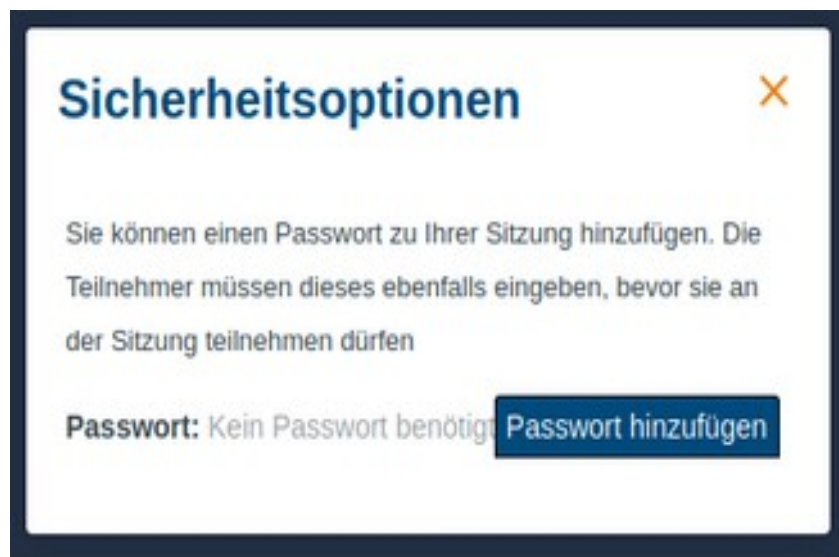 Sicherheitsoptionen
Sie können einen Passwort zu Ihrer Sitzung hinzufügen. Die
Teilnehmer müssen dieses ebenfalls eingeben, bevor sie an
der Sitzung teilnehmen dürfen
Passwort: Kein Passwort benötigt Passwort hinzufügen